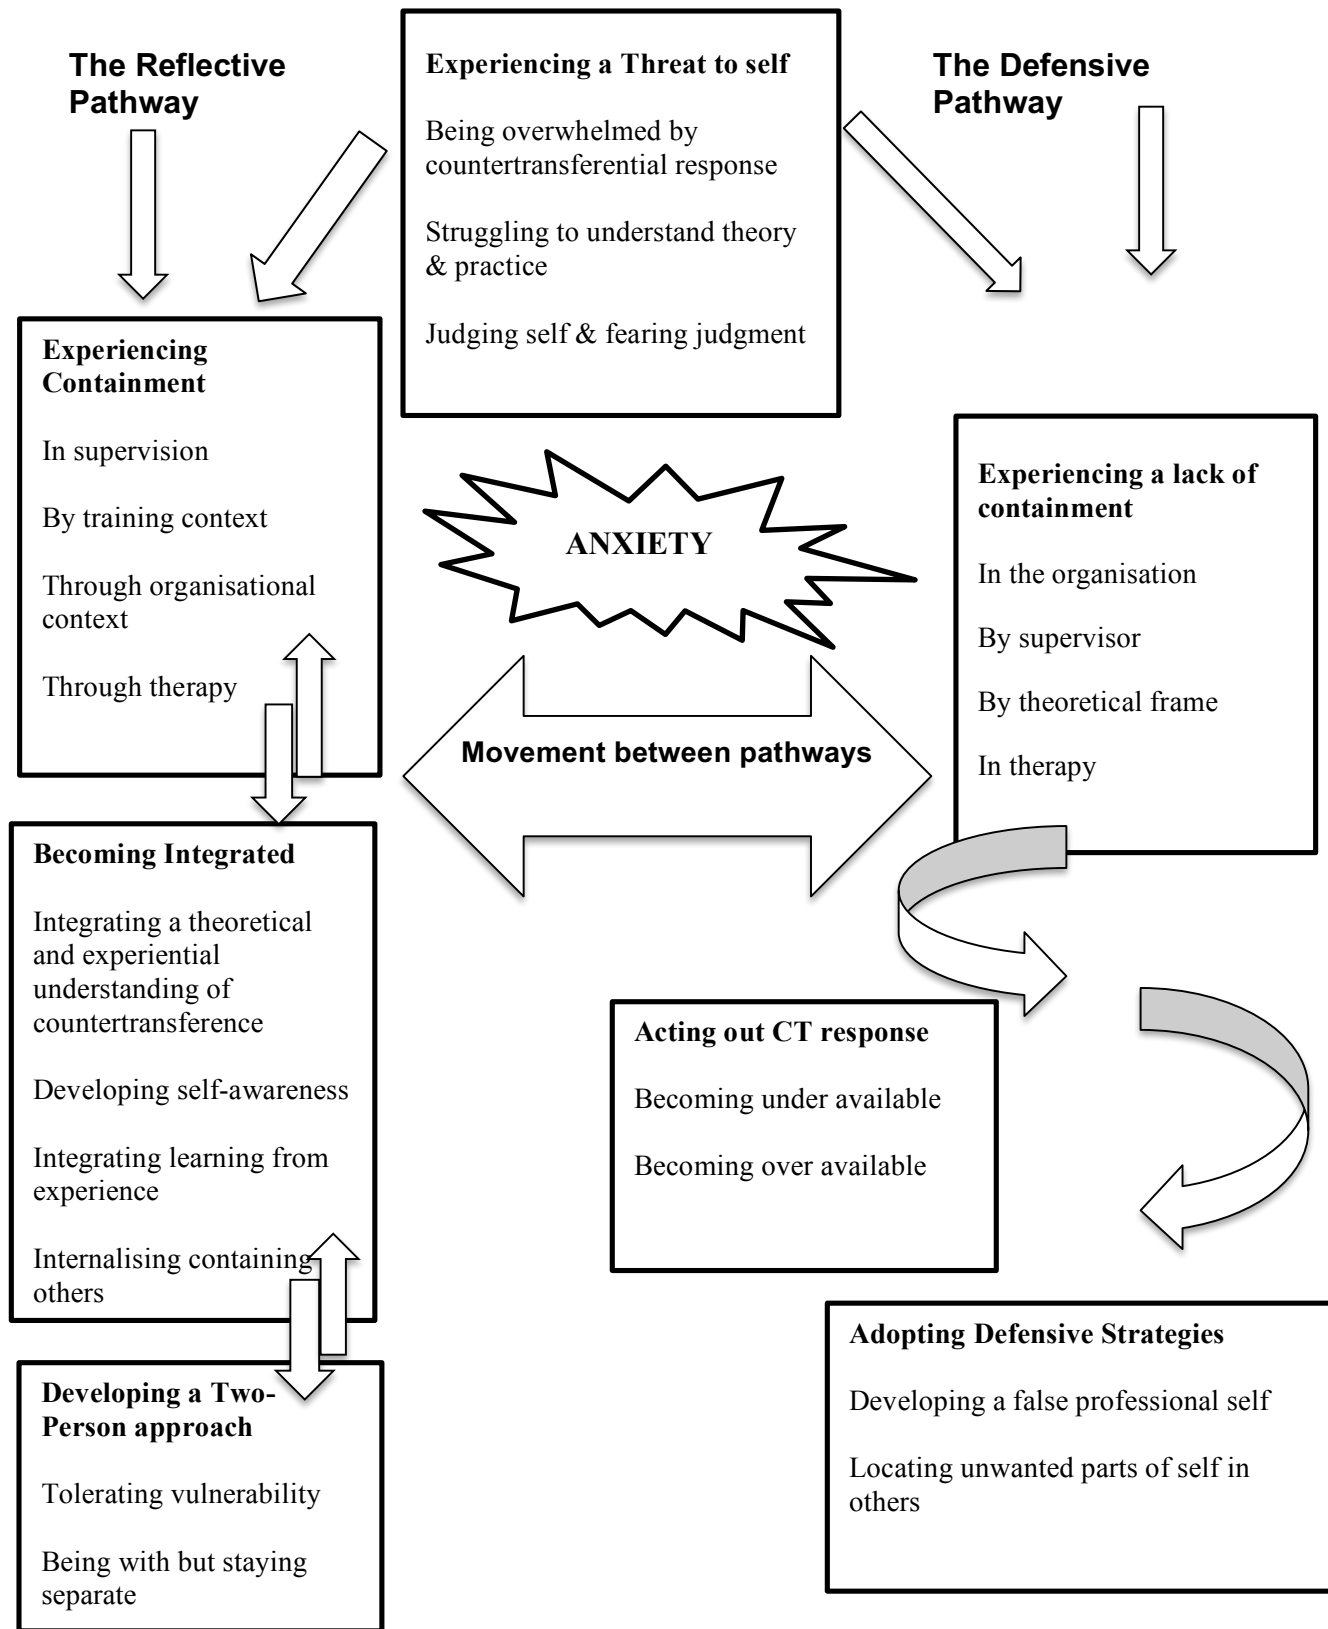 The Reflective
Pathway
Experiencing a Threat to self
Being overwhelmed by
countertransferential response
Struggling to understand theory
& practice
Judging self & fearing judgment
The Defensive
Pathway
Experiencing
Containment
In supervision
By training context
Through organisational
context
Through therapy
ANXIETY
Movement between pathways
Experiencing a lack of
containment
In the organisation
By supervisor
By theoretical frame
In therapy
Becoming Integrated
Integrating a theoretical
and experiential
understanding of
countertransference
Developing self-awareness
Integrating learning from
experience
Internalising containing
others
Acting out CT response
Becoming under available
Becoming over available
Developing a Two-
Person approach
Tolerating vulnerability
Being with but staying
separate
Adopting Defensive Strategies
Developing a false professional self
Locating unwanted parts of self in
others